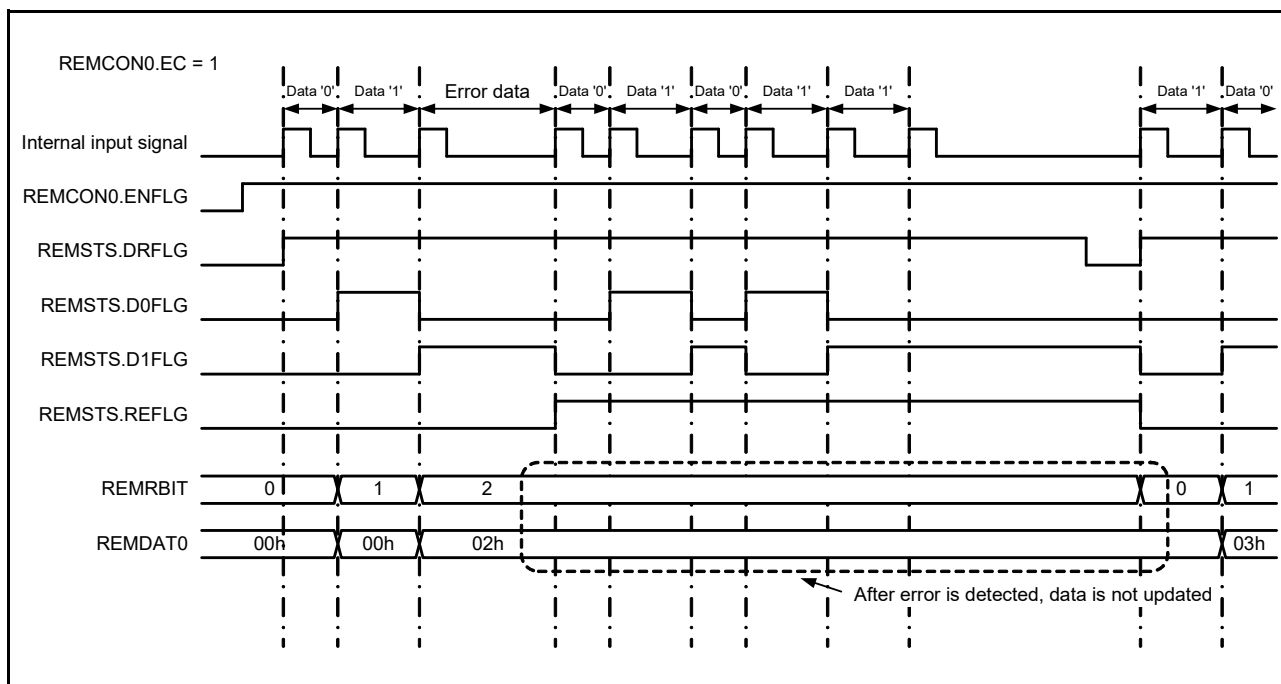 REMCON0.EC = 1
Data '0' Data '1' Error data Data '0' Data '1' Data '0' Data '1' Data '1' Data '1' Data '0'
Internal input signal
REMCON0.ENFLG
REMSTS.DRFLG
REMSTS.D0FLG
REMSTS.D1FLG
REMSTS.REFLG
REMRBIT 0 1 2 0 1
REMDAT0 00h 00h 02h 03h
After error is detected, data is not updated